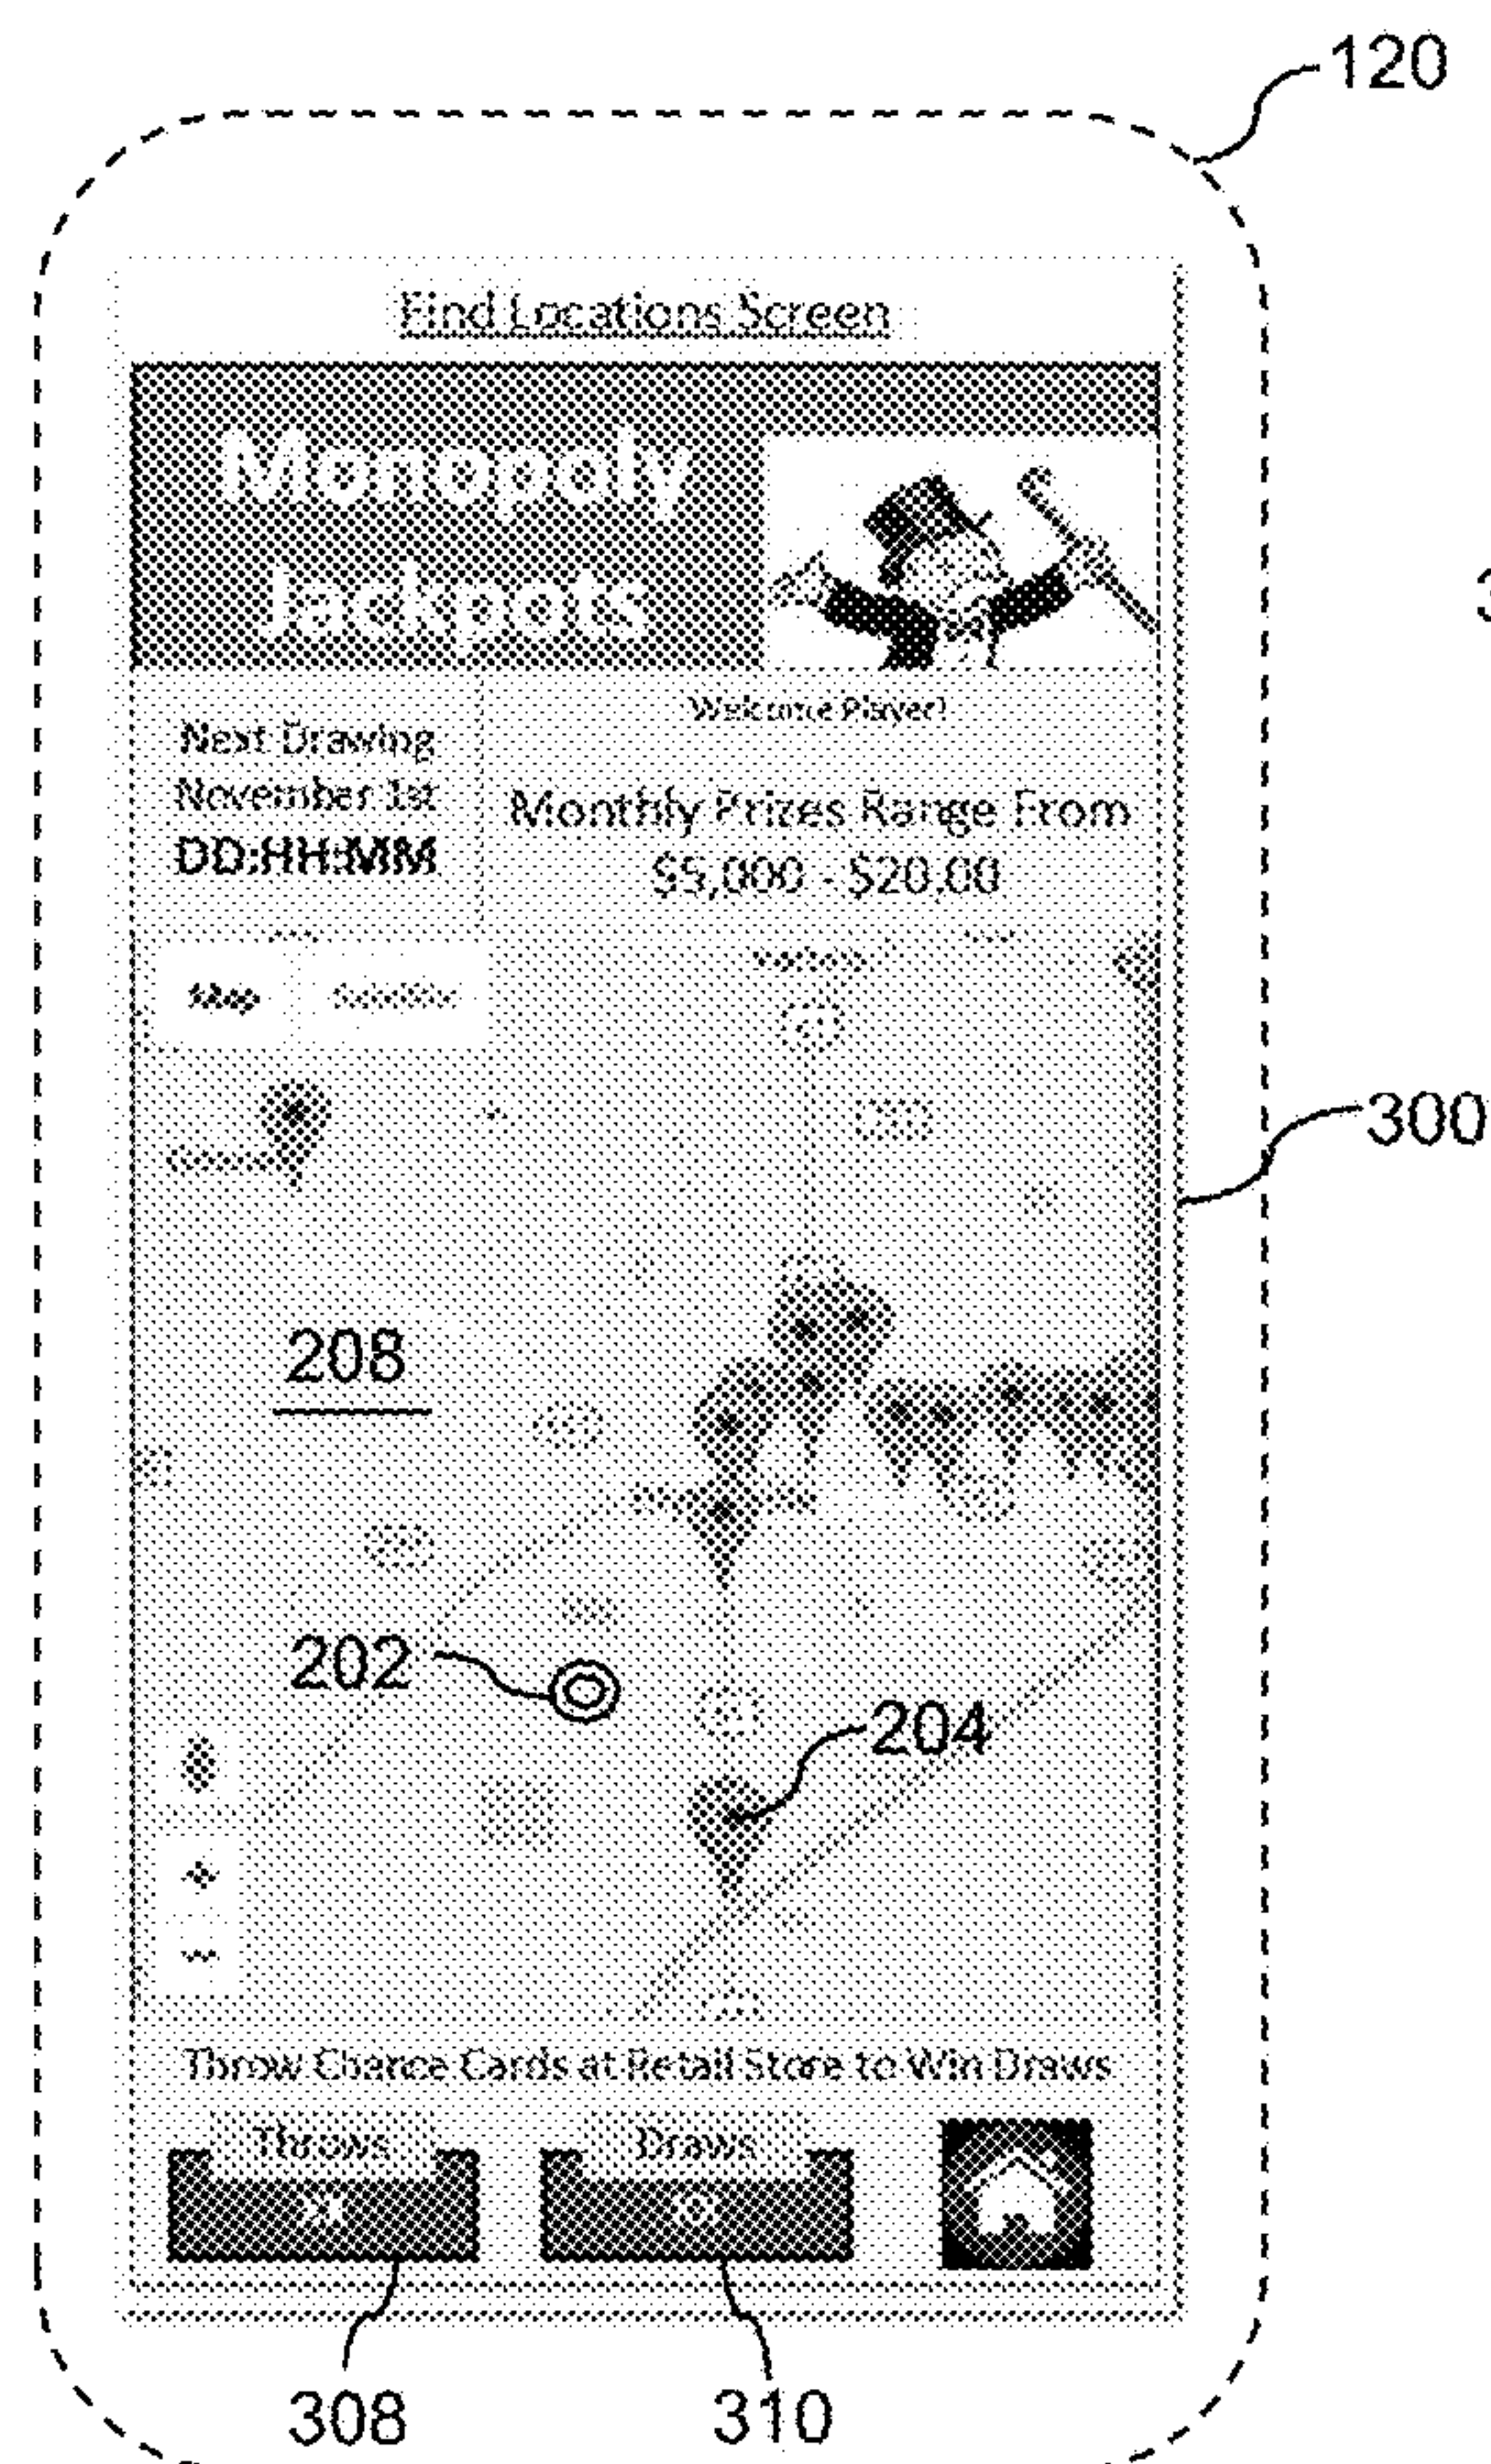 120
Find Locations Screen
Monopoly
Jackpots
Welcome Player!
Next Drawing
November 1st
DD:HH:MM
Monthly Prizes Range From
$5,000 - $20.00
Map Satellite
300
208
202
204
Throw Chance Cards at Retail Store to Win Draws
Throws Draws
308 310